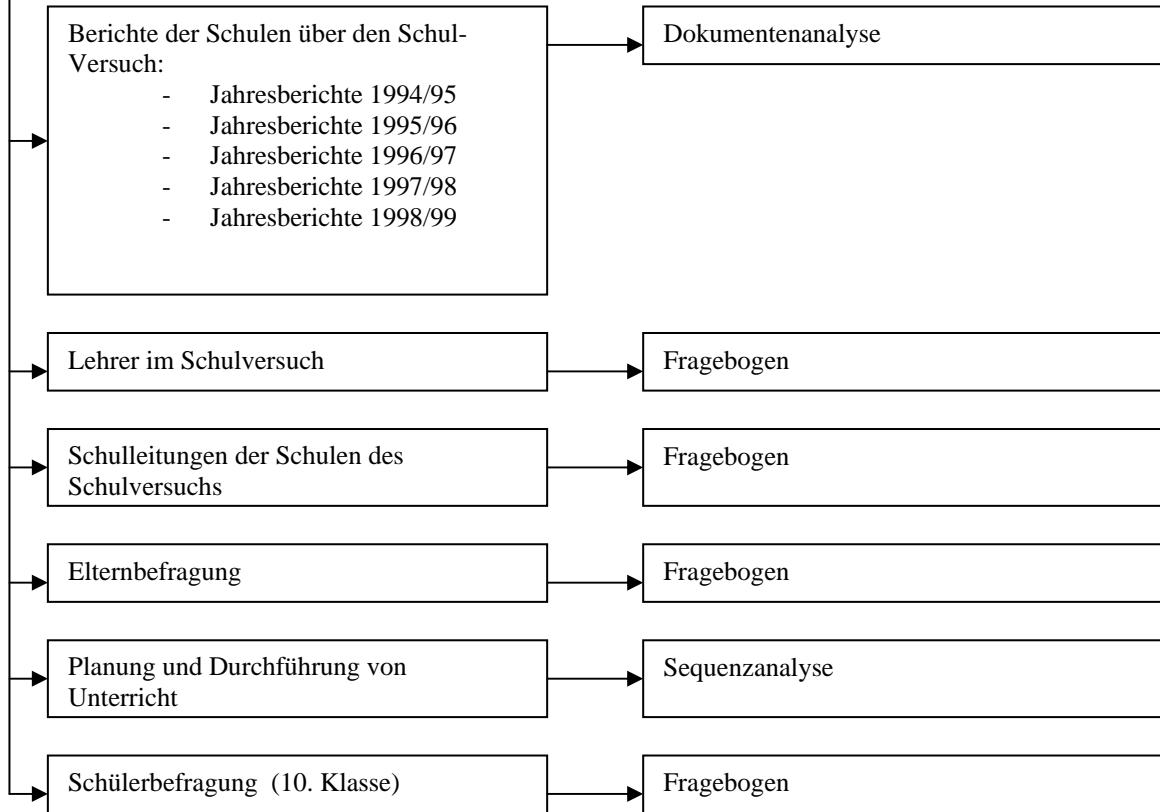 Berichte der Schulen über den Schul-
Versuch:
- Jahresberichte 1994/95
- Jahresberichte 1995/96
- Jahresberichte 1996/97
- Jahresberichte 1997/98
- Jahresberichte 1998/99
Dokumentenanalyse
Lehrer im Schulversuch
Fragebogen
Schulleitungen der Schulen des
Schulversuchs
Fragebogen
Elternbefragung
Fragebogen
Planung und Durchführung von
Unterricht
Sequenzanalyse
Schülerbefragung (10. Klasse)
Fragebogen